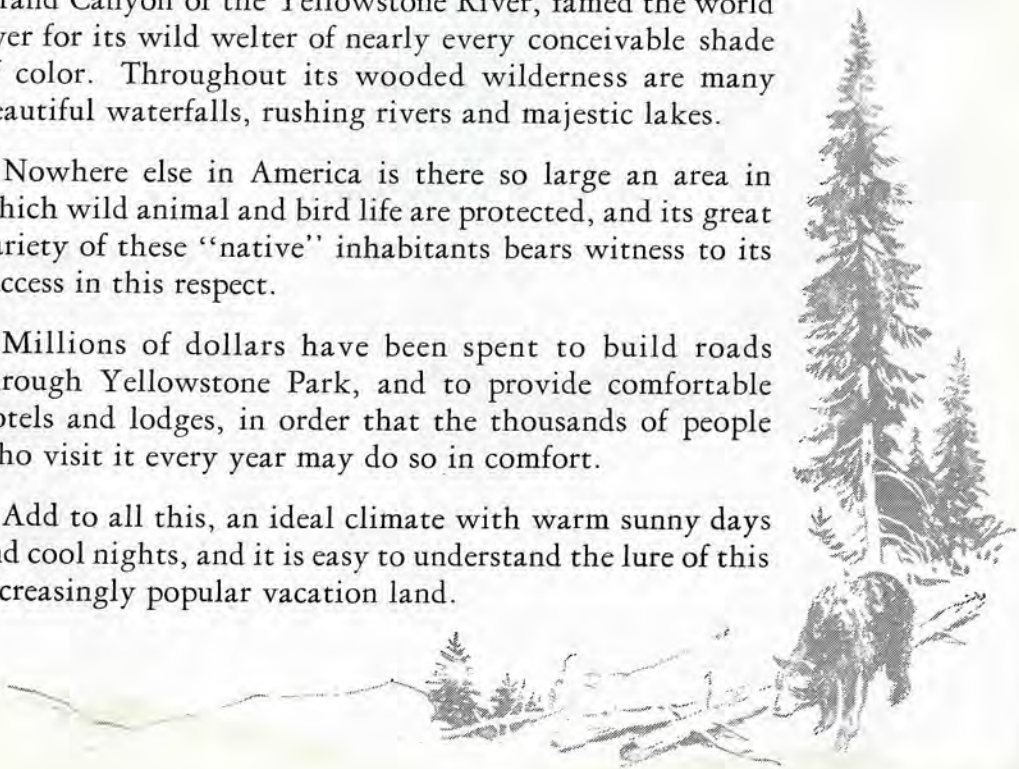 rand Canyon of the Yellowstone River, famed the world
ver for its wild welter of nearly every conceivable shade
f color. Throughout its wooded wilderness are many
eautiful waterfalls, rushing rivers and majestic lakes.
Nowhere else in America is there so large an area in
hich wild animal and bird life are protected, and its great
ariety of these “native” inhabitants bears witness to its
ccess in this respect.
Millions of dollars have been spent to build roads
rough Yellowstone Park, and to provide comfortable
otels and lodges, in order that the thousands of people
ho visit it every year may do so in comfort.
Add to all this, an ideal climate with warm sunny days
nd cool nights, and it is easy to understand the lure of this
creasingly popular vacation land.